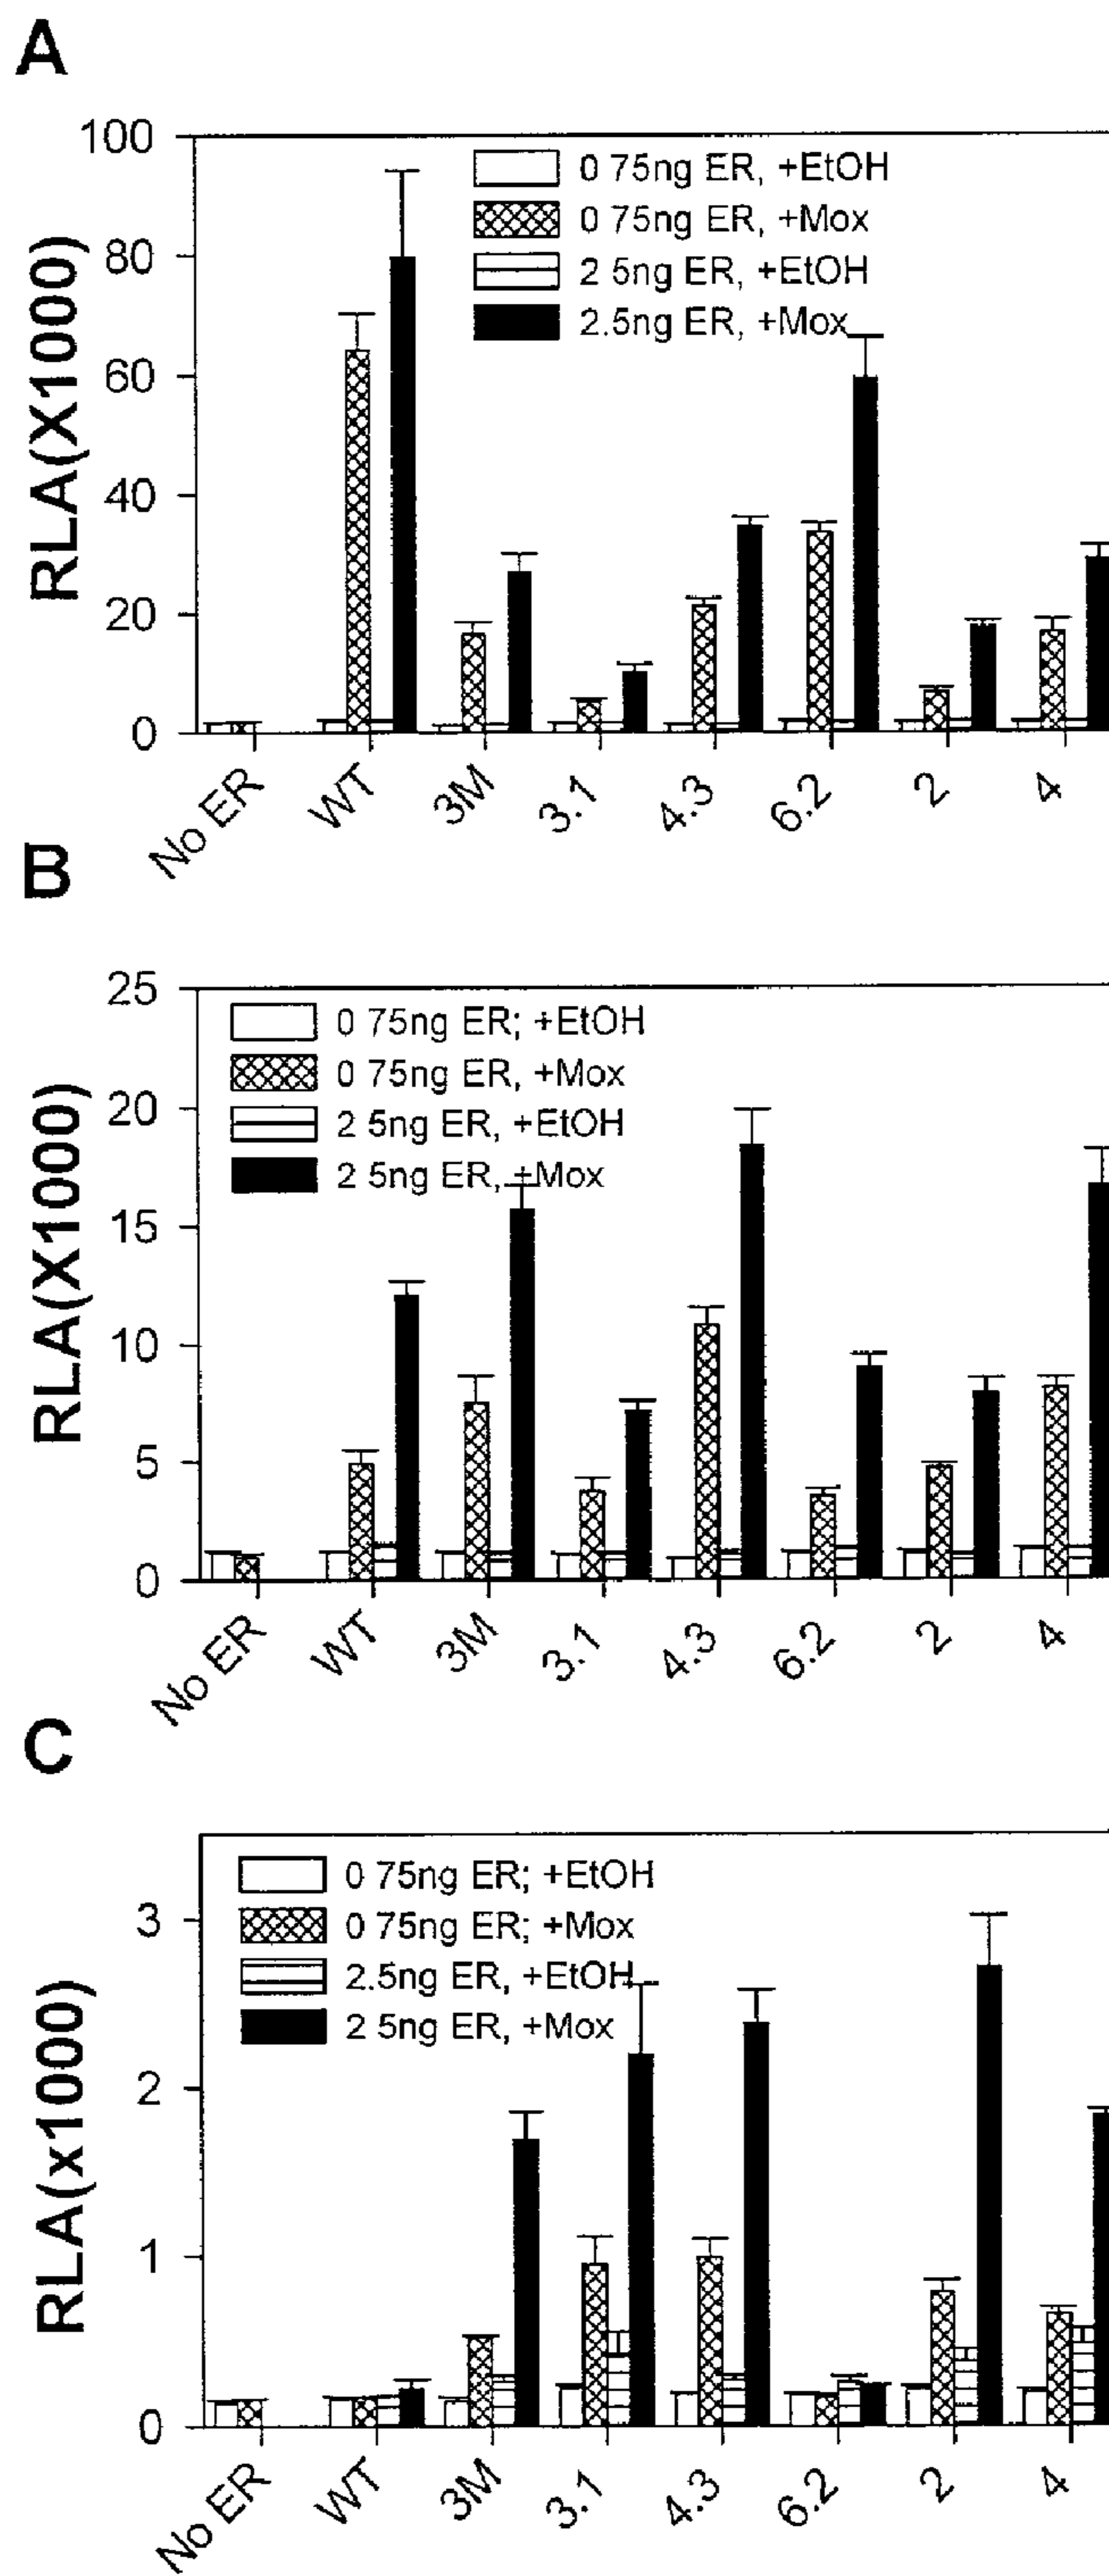 A
RLA(X1000)
100
80
60
40
20
0
0 75ng ER, +EtOH
0 75ng ER, +Mox
2 5ng ER, +EtOH
2.5ng ER, +Mox
No ER WT 3M 3.1 4.3 6.2 2 4
B
RLA(X1000)
25
20
15
10
5
0
0 75ng ER; +EtOH
0 75ng ER, +Mox
2 5ng ER, +EtOH
2 5ng ER, +Mox
No ER WT 3M 3.1 4.3 6.2 2 4
C
RLA(x1000)
3
2
1
0
0 75ng ER; +EtOH
0 75ng ER; +Mox
2.5ng ER, +EtOH
2 5ng ER, +Mox
No ER WT 3M 3.1 4.3 6.2 2 4